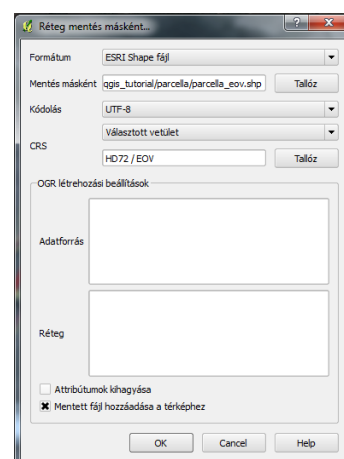 Réteg mentés másként...
Formátum ESRI Shape fájl
Mentés másként qgis_tutorial/parcella/parcella_eov.shp Tallóz
Kódolás UTF-8
Választott vetület
CRS
HD72 / EOV Tallóz
OGR létrehozási beállítások
Adatforrás
Réteg
Attribútumok kihagyása
Mentett fájl hozzáadása a térképhez
OK Cancel Help